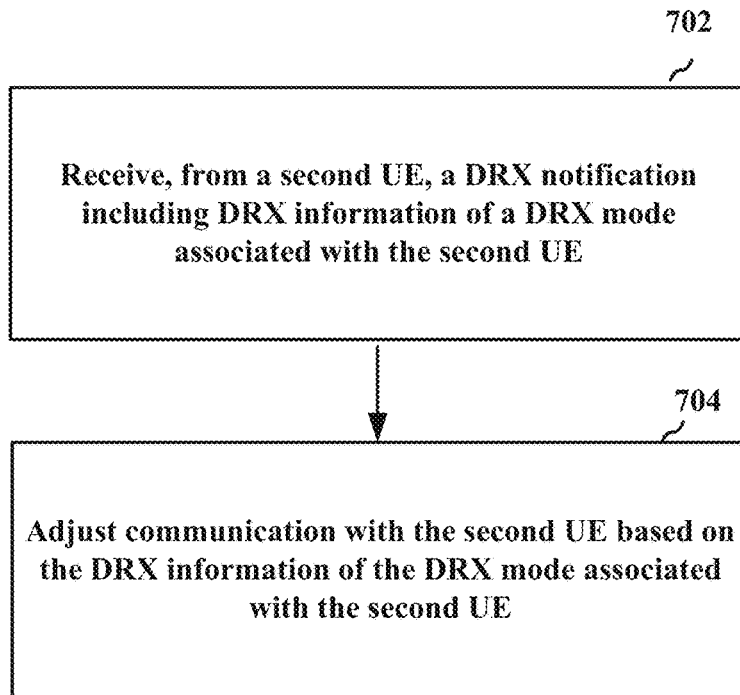 702
Receive, from a second UE, a DRX notification
including DRX information of a DRX mode
associated with the second UE
704
Adjust communication with the second UE based on
the DRX information of the DRX mode associated
with the second UE